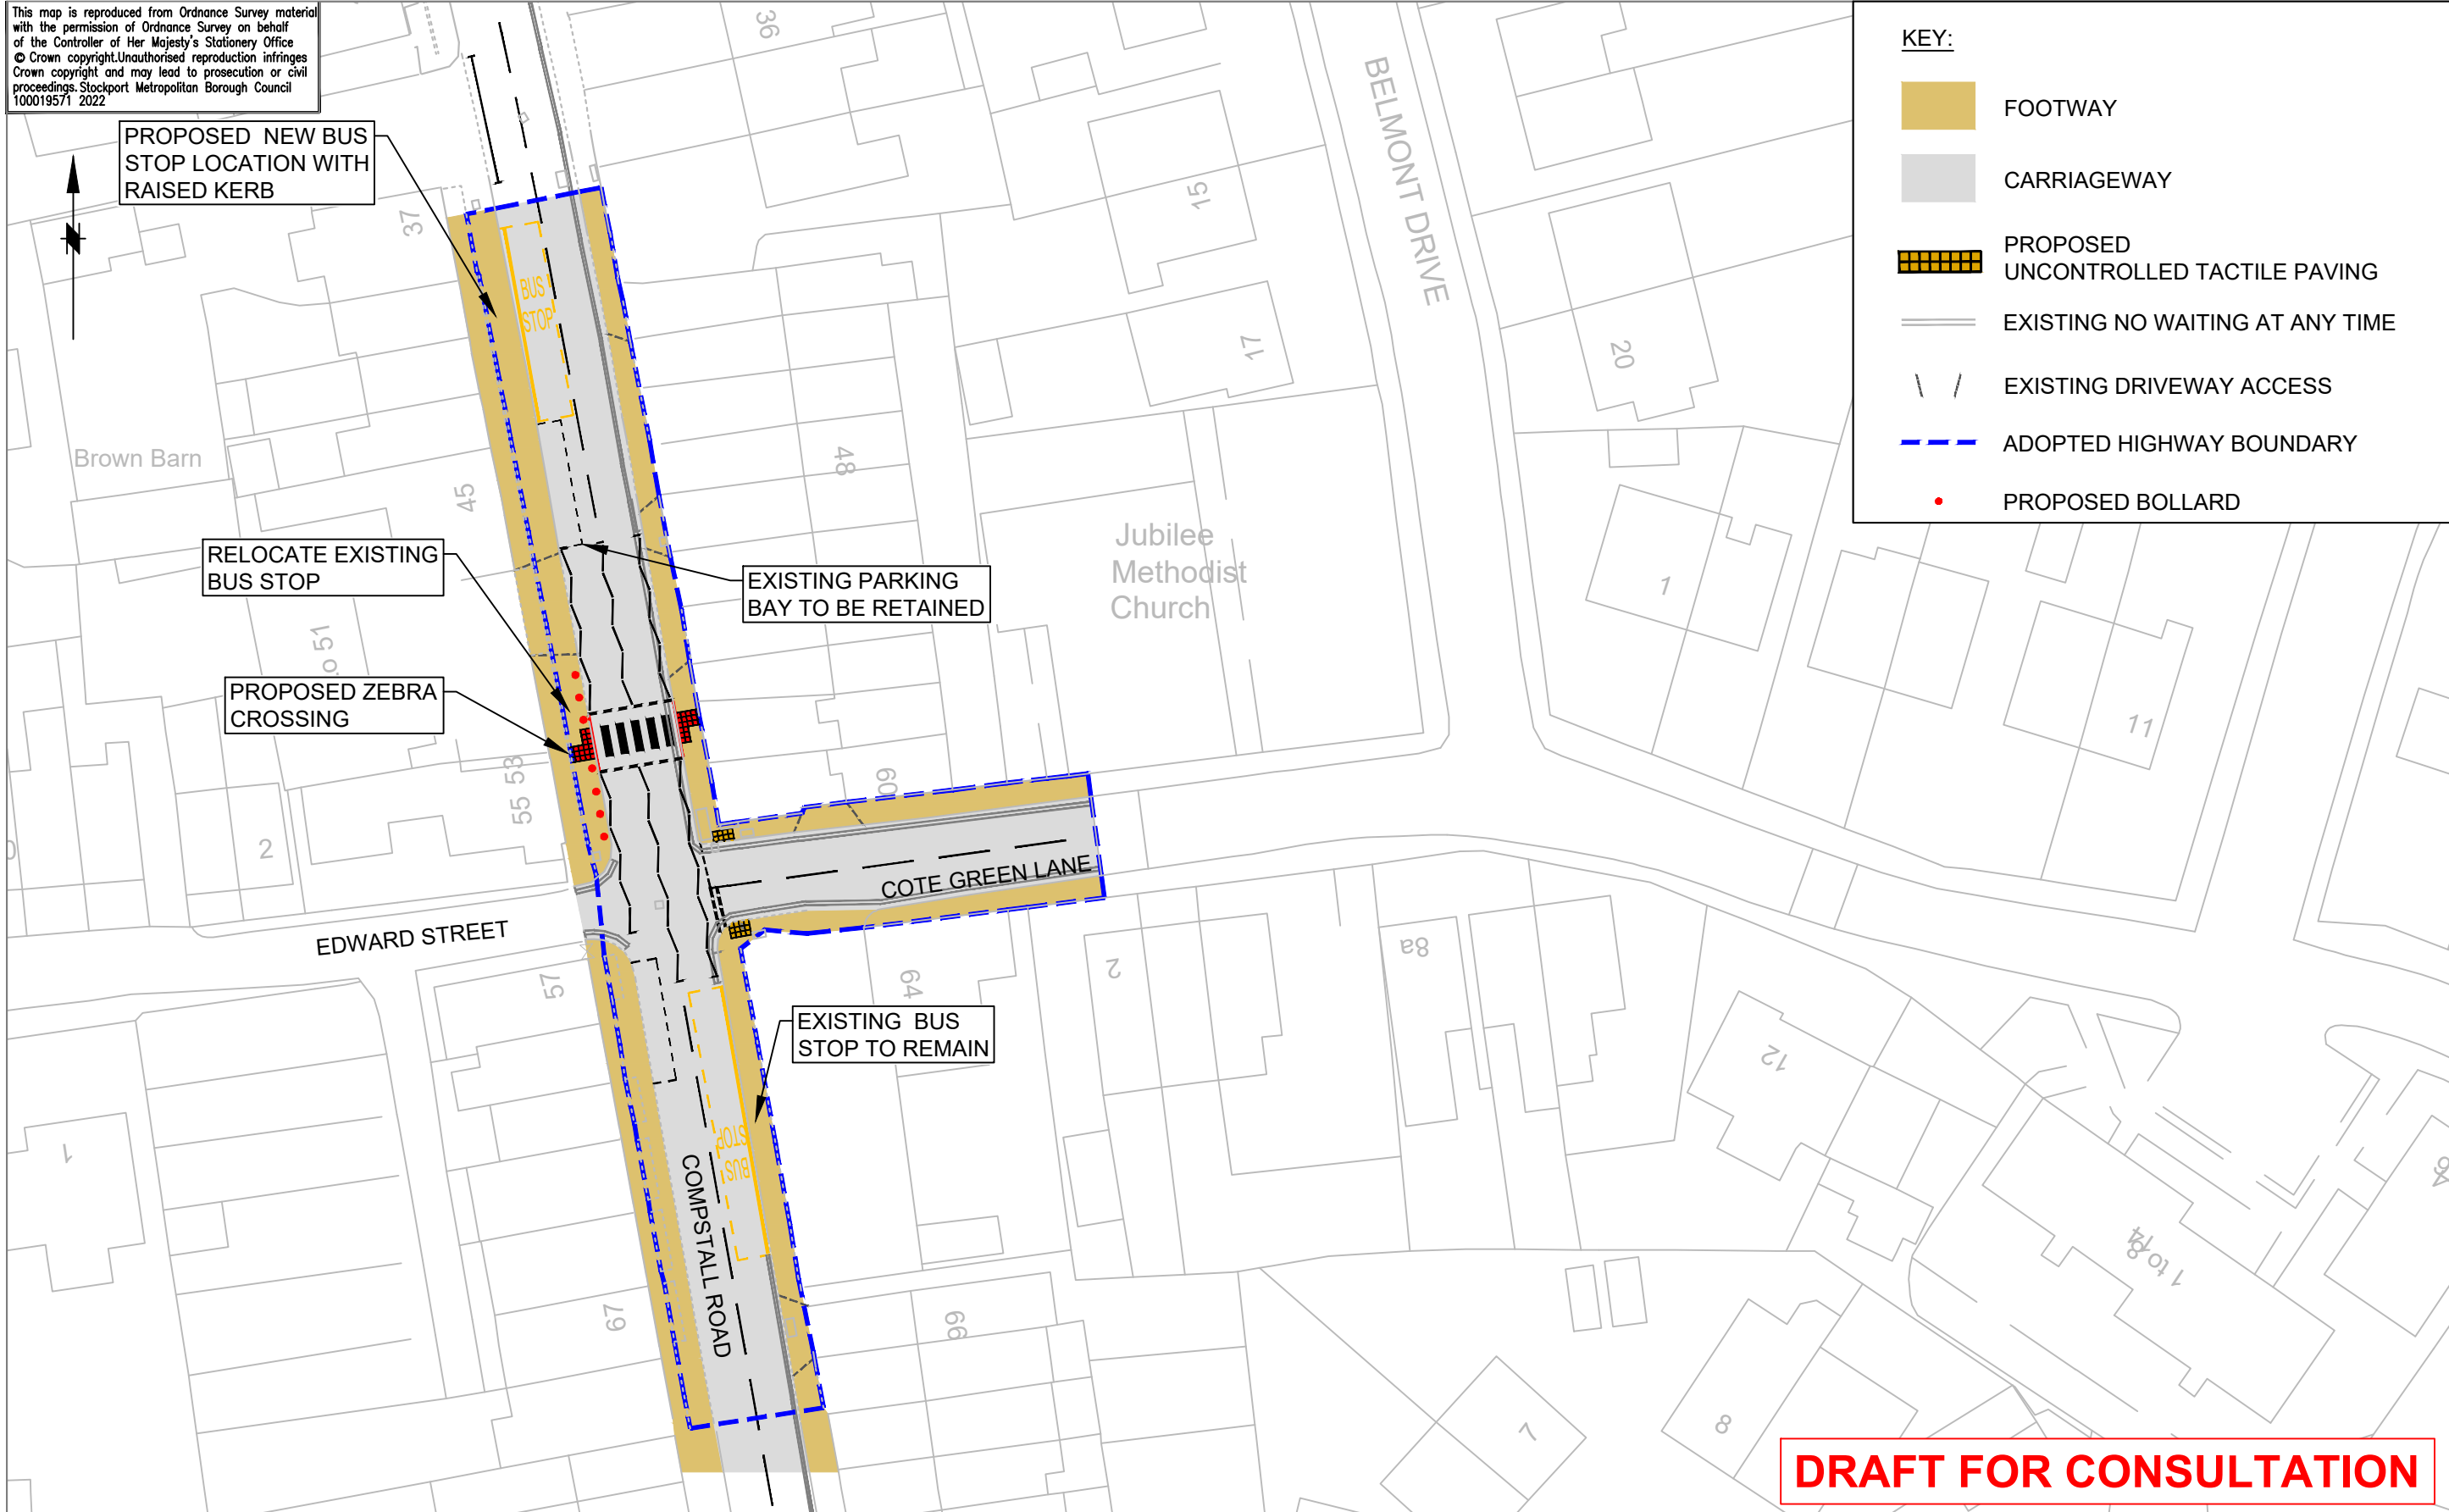 This map is reproduced from Ordnance Survey material
with the permission of Ordnance Survey on behalf
of the Controller of Her Majesty's Stationery Office
© Crown copyright.Unauthorised reproduction infringes
Crown copyright and may lead to prosecution or civil
proceedings. Stockport Metropolitan Borough Council
100019571 2022
KEY:
FOOTWAY
CARRIAGEWAY
PROPOSED
UNCONTROLLED TACTILE PAVING
EXISTING NO WAITING AT ANY TIME
EXISTING DRIVEWAY ACCESS
ADOPTED HIGHWAY BOUNDARY
PROPOSED BOLLARD
PROPOSED NEW BUS
STOP LOCATION WITH
RAISED KERB
36
BELMONT DRIVE
15
37
BUS
STOP
17
20
Brown Barn
45
48
Jubilee
Methodist
Church
RELOCATE EXISTING
BUS STOP
EXISTING PARKING
BAY TO BE RETAINED
1
PROPOSED ZEBRA
CROSSING
11
55 53
60
2
COTE GREEN LANE
EDWARD STREET
57
64
2
8a
EXISTING BUS
STOP TO REMAIN
12
BUS
STOP
1
COMPSTALL ROAD
67
66
7
8
DRAFT FOR CONSULTATION